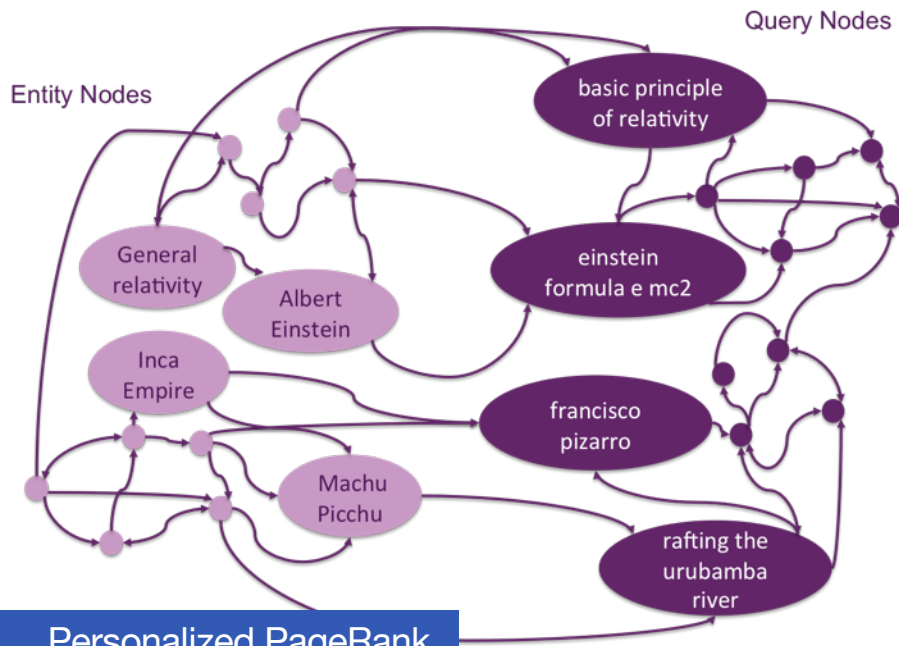 Query Nodes
Entity Nodes
basic principle
of relativity
General
relativity
einstein
formula e mc2
Albert
Einstein
Inca
Empire
francisco
pizarro
Machu
Picchu
rafting the
urubamba
river
Personalized PageRank